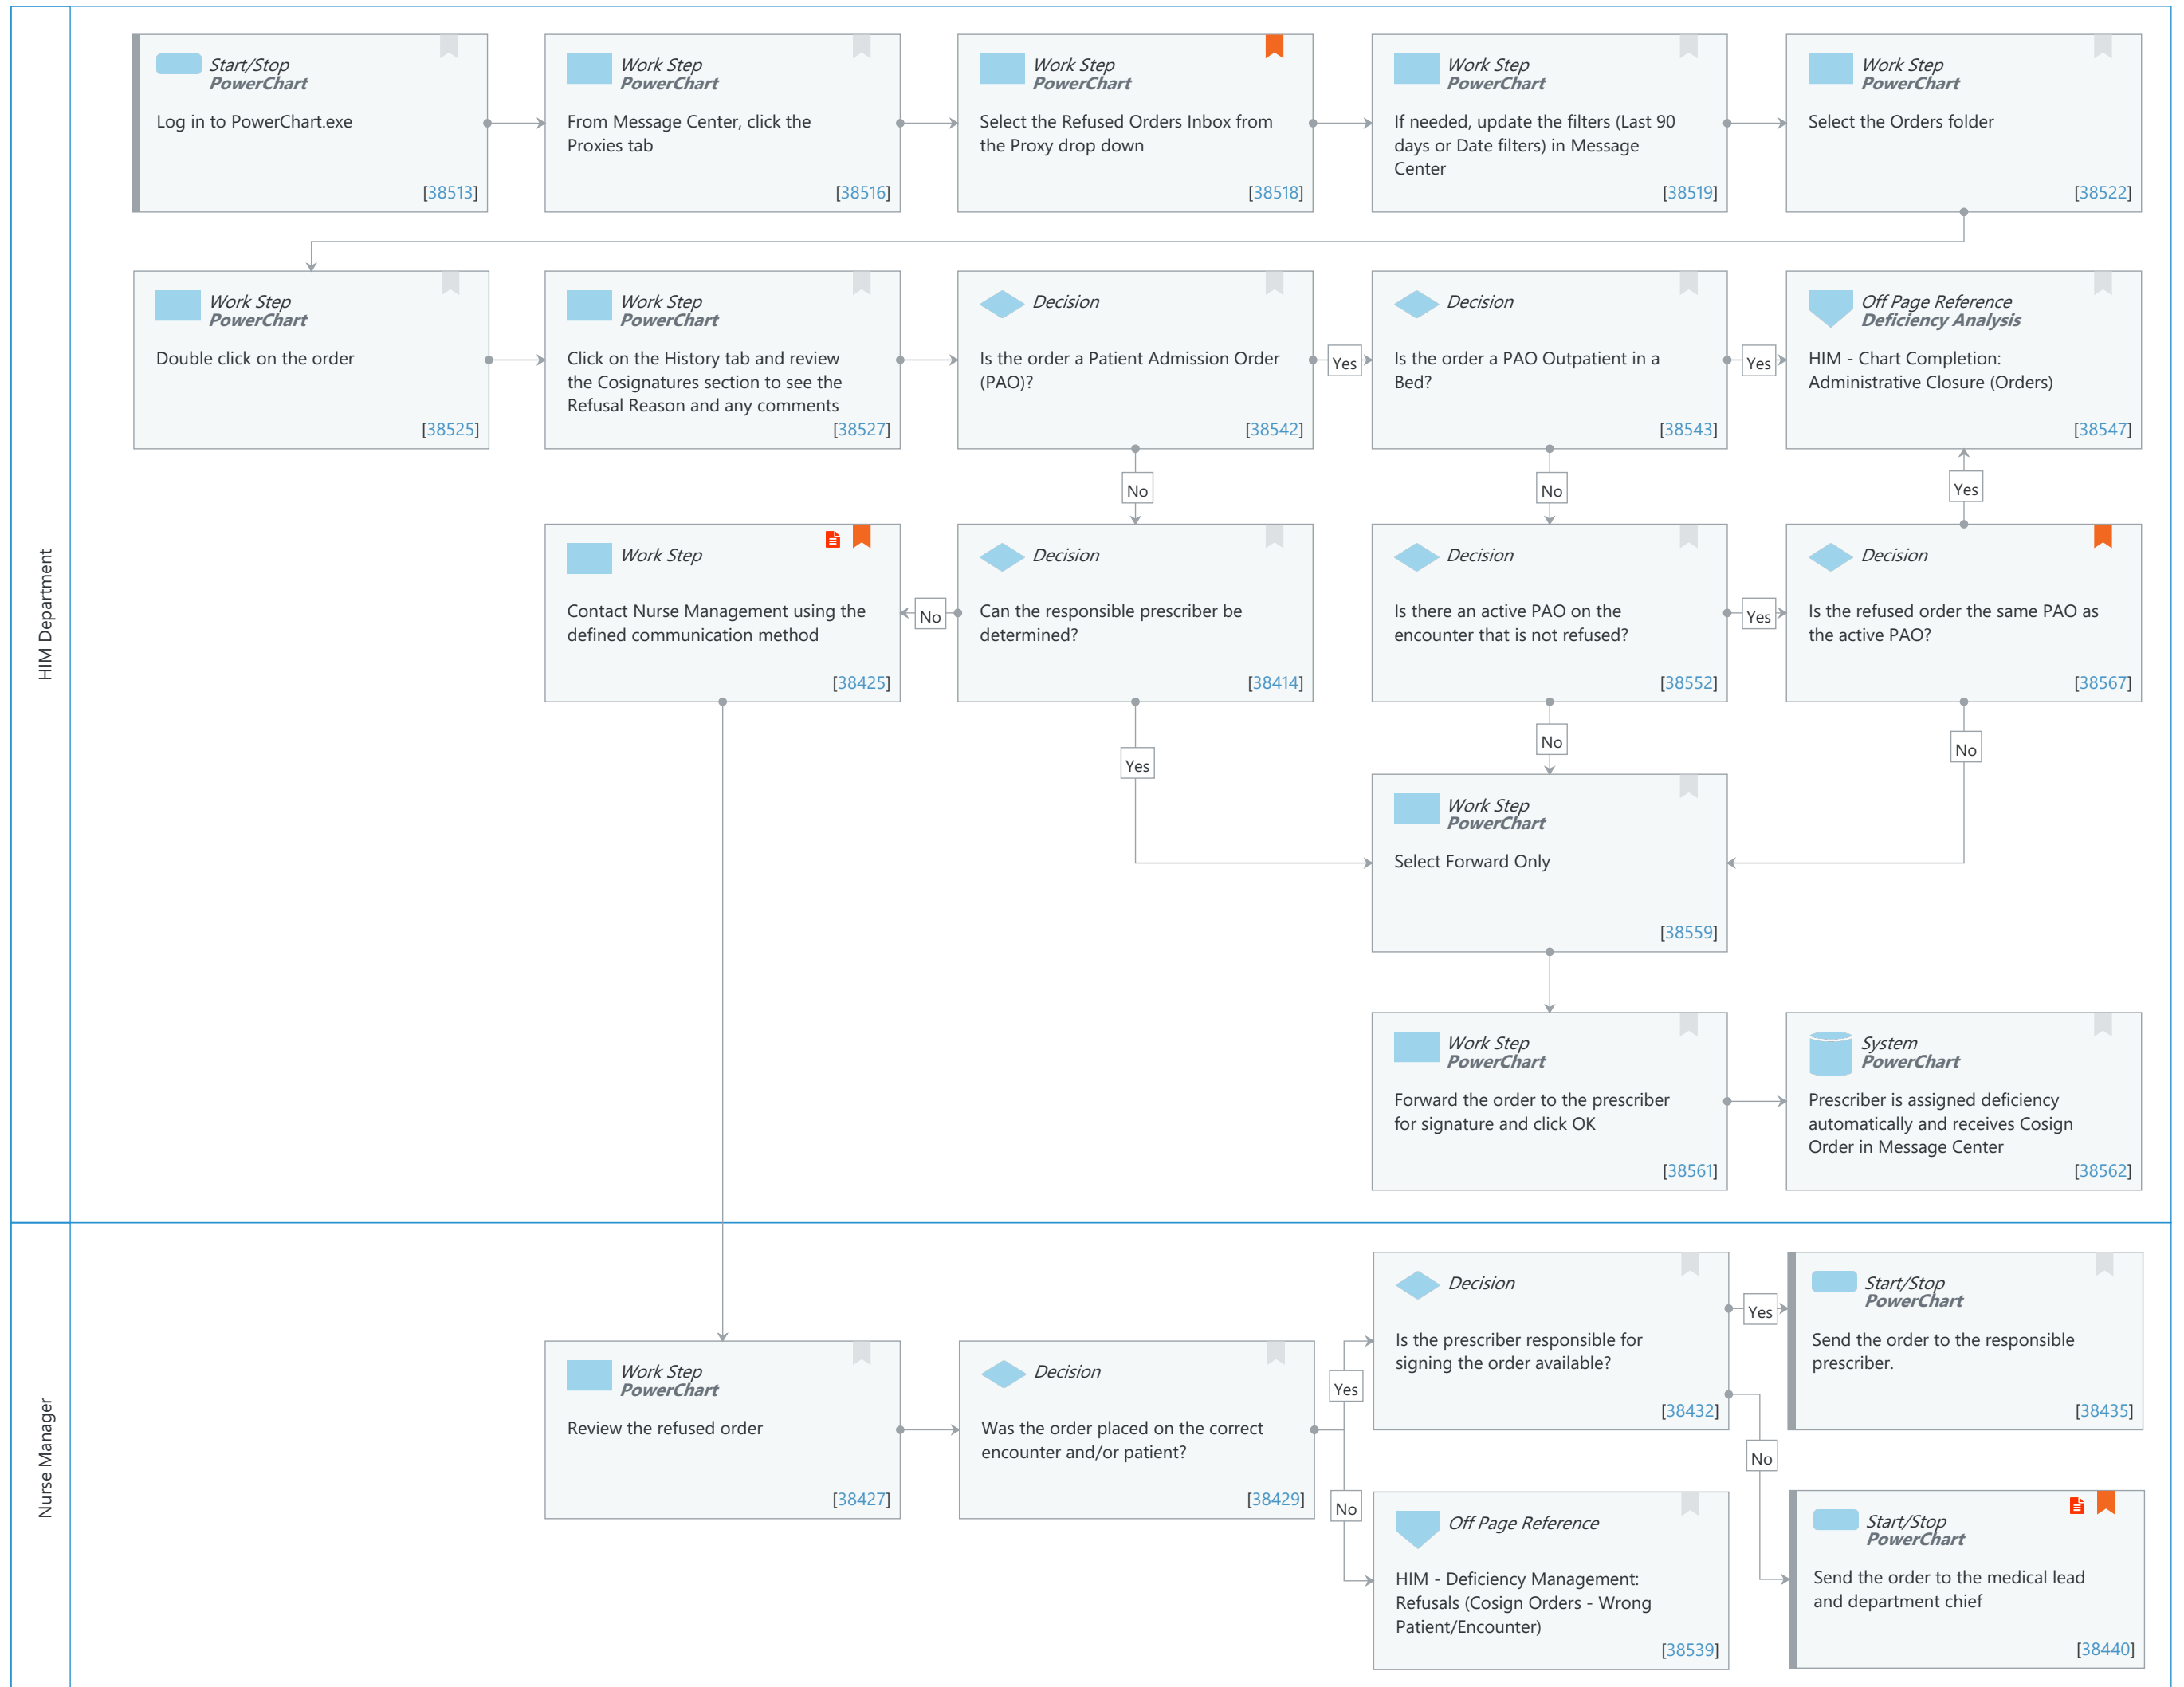 HIM Department
Start/Stop
PowerChart
Log in to PowerChart.exe
[38513]
Work Step
PowerChart
From Message Center, click the
Proxies tab
[38516]
Work Step
PowerChart
Select the Refused Orders Inbox from
the Proxy drop down
[38518]
Work Step
PowerChart
If needed, update the filters (Last 90
days or Date filters) in Message
Center
[38519]
Work Step
PowerChart
Select the Orders folder
[38522]
Work Step
PowerChart
Double click on the order
[38525]
Work Step
PowerChart
Click on the History tab and review
the Cosignatures section to see the
Refusal Reason and any comments
[38527]
Decision
Is the order a Patient Admission Order
(PAO)?
[38542]
Yes
Decision
Is the order a PAO Outpatient in a
Bed?
[38543]
Yes
Off Page Reference
Deficiency Analysis
HIM - Chart Completion:
Administrative Closure (Orders)
[38547]
No
No
Yes
Work Step
Contact Nurse Management using the
defined communication method
[38425]
No
Decision
Can the responsible prescriber be
determined?
[38414]
Decision
Is there an active PAO on the
encounter that is not refused?
[38552]
Yes
Decision
Is the refused order the same PAO as
the active PAO?
[38567]
Yes
No
No
Work Step
PowerChart
Select Forward Only
[38559]
Work Step
PowerChart
Forward the order to the prescriber
for signature and click OK
[38561]
System
PowerChart
Prescriber is assigned deficiency
automatically and receives Cosign
Order in Message Center
[38562]
Nurse Manager
Work Step
PowerChart
Review the refused order
[38427]
Decision
Was the order placed on the correct
encounter and/or patient?
[38429]
Yes
No
Decision
Is the prescriber responsible for
signing the order available?
[38432]
Yes
No
Start/Stop
PowerChart
Send the order to the responsible
prescriber.
[38435]
Off Page Reference
HIM - Deficiency Management:
Refusals (Cosign Orders - Wrong
Patient/Encounter)
[38539]
Start/Stop
PowerChart
Send the order to the medical lead
and department chief
[38440]